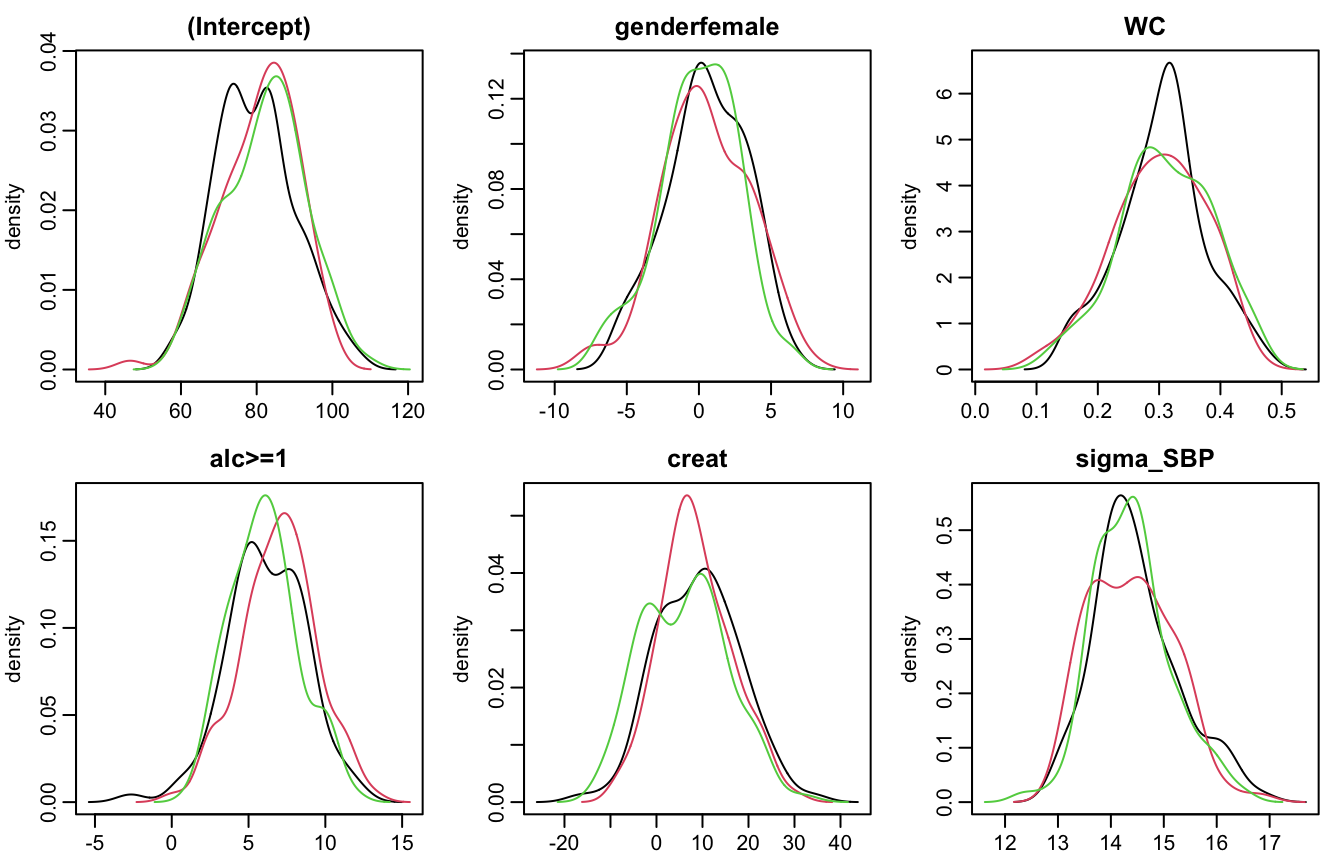 (Intercept)
density
0.00 0.01 0.02 0.03 0.04
40 60 80 100 120
genderfemale
density
0.00 0.04 0.08 0.12
-10 -5 0 5 10
WC
density
0 1 2 3 4 5 6
0.0 0.1 0.2 0.3 0.4 0.5
alc>=1
density
0.00 0.05 0.10 0.15
-5 0 5 10 15
creat
density
0.00 0.02 0.04
-20 0 10 20 30 40
sigma_SBP
density
0.0 0.1 0.2 0.3 0.4 0.5
12 13 14 15 16 17